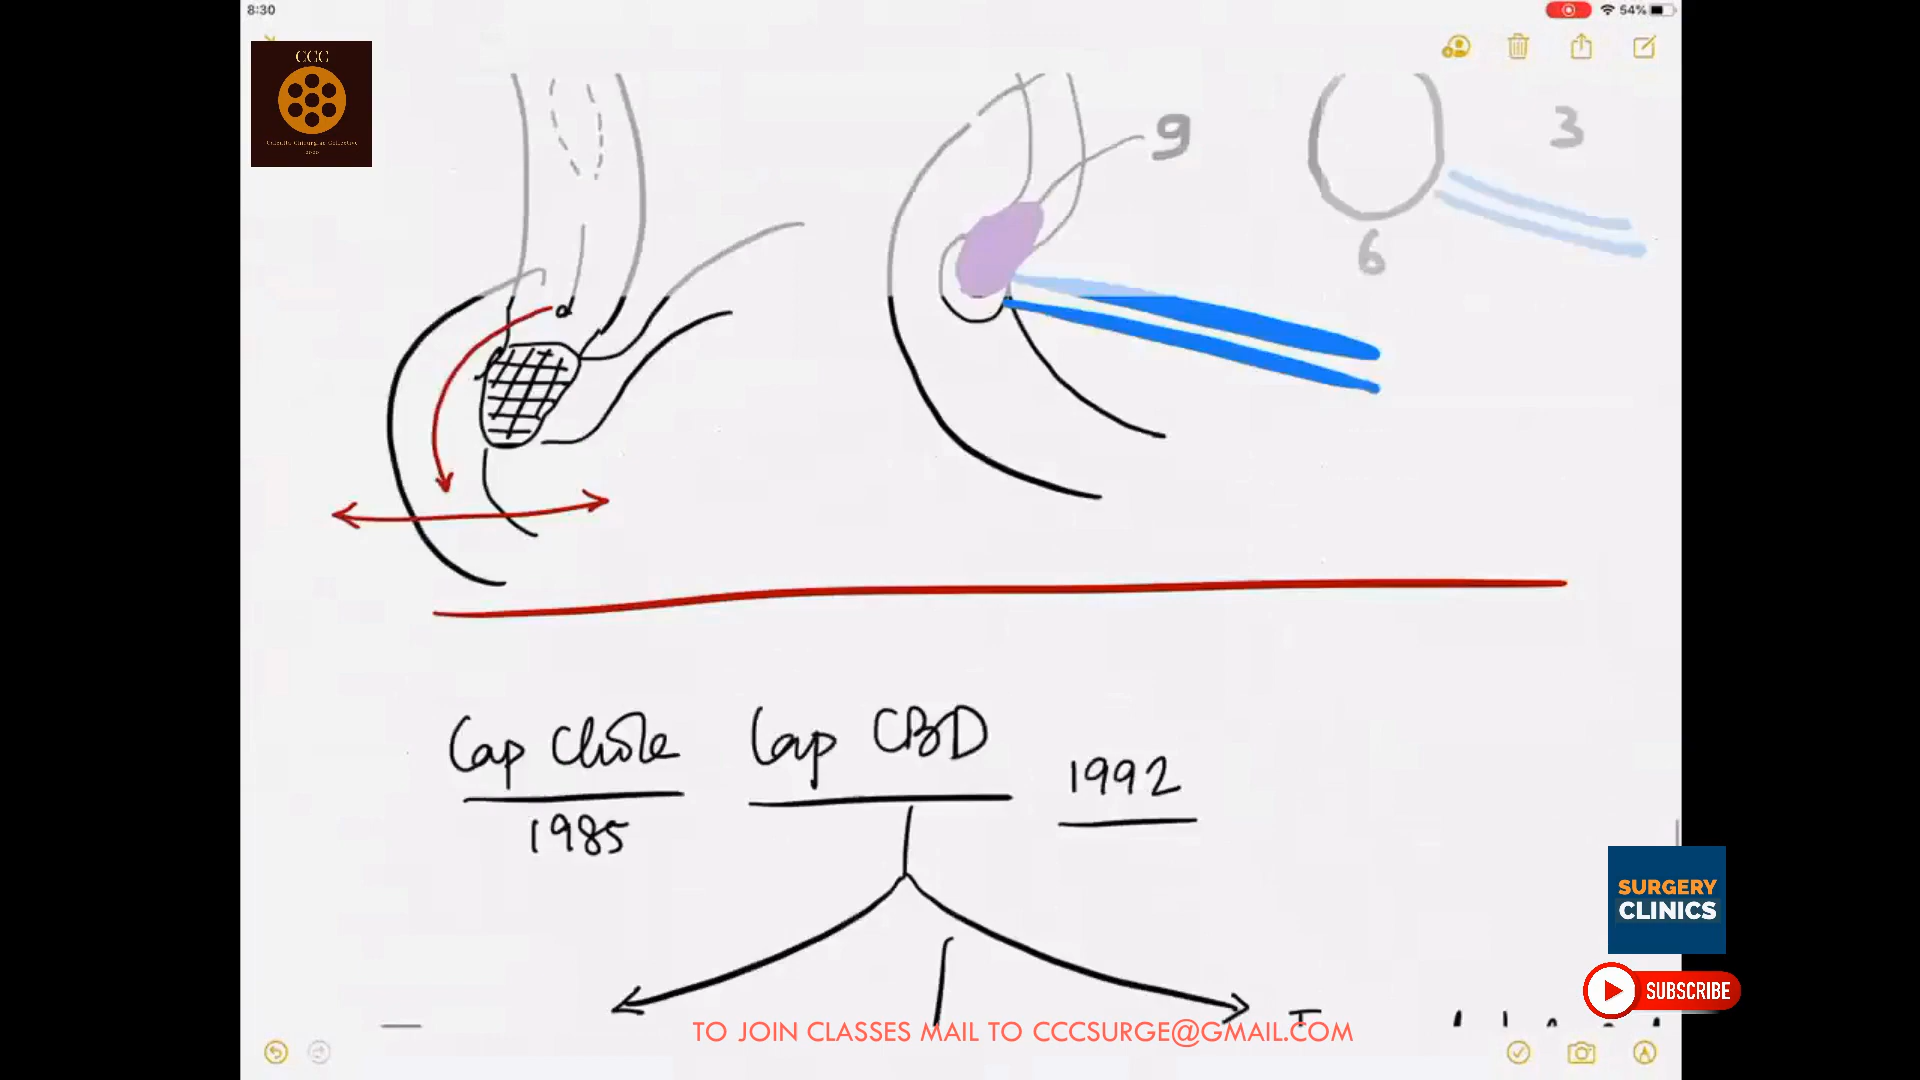 8:30
54%
CCC
2020
9
3
6
Lap Chole Lap CBD 1992
1985
SURGERY
CLINICS
SUBSCRIBE
TO JOIN CLASSES MAIL TO CCCSURGE@GMAIL.COM